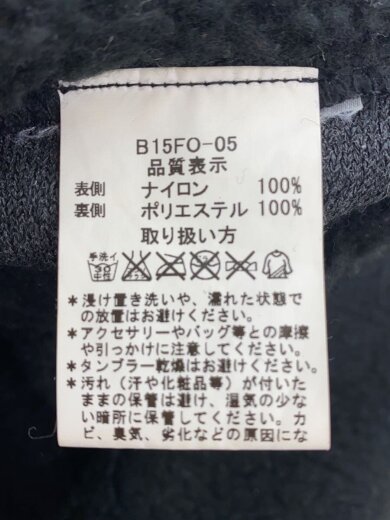 B15FO-05
品質表示
表側 ナイロン 100%
裏側 ポリエステル 100%
取り扱い方
手洗イ
30
中性
*浸け置き洗いや、濡れた状態で
の放置はお避けください。
*アクセサリーやバッグ等との摩擦
や引っかけに注意してください。
*タンブラー乾燥はお避けください。
*汚れ（汗や化粧品等）が付いた
ままの保管は避け、湿気の少な
い暗所に保管してください。カ
ビ、臭気、劣化などの原因にな